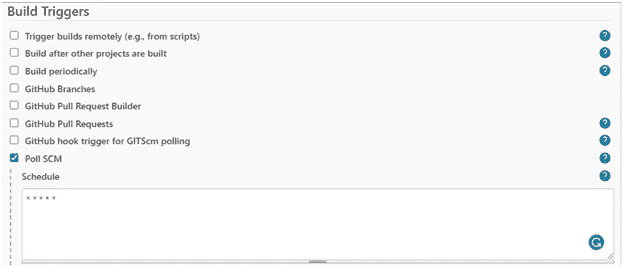 Build Triggers
Trigger builds remotely (e.g., from scripts)
?
Build after other projects are built
?
Build periodically
?
GitHub Branches
GitHub Pull Request Builder
GitHub Pull Requests
?
GitHub hook trigger for GITScm polling
?
Poll SCM
?
Schedule
?
* * * * *